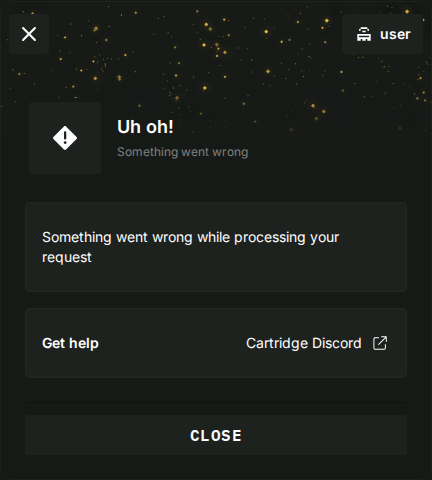 user
Uh oh!
Something went wrong
Something went wrong while processing your
request
Get help
Cartridge Discord
CLOSE